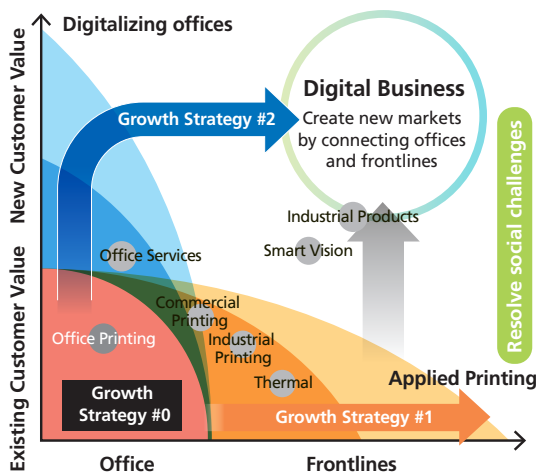 Digitalizing offices
New Customer Value
Existing Customer Value
Growth Strategy #2
Digital Business
Create new markets
by connecting offices
and frontlines
Resolve social challenges
Industrial Products
Smart Vision
Office Services
Commercial
Printing
Office Printing
Industrial
Printing
Thermal
Applied Printing
Growth
Strategy #0
Growth Strategy #1
Office
Frontlines